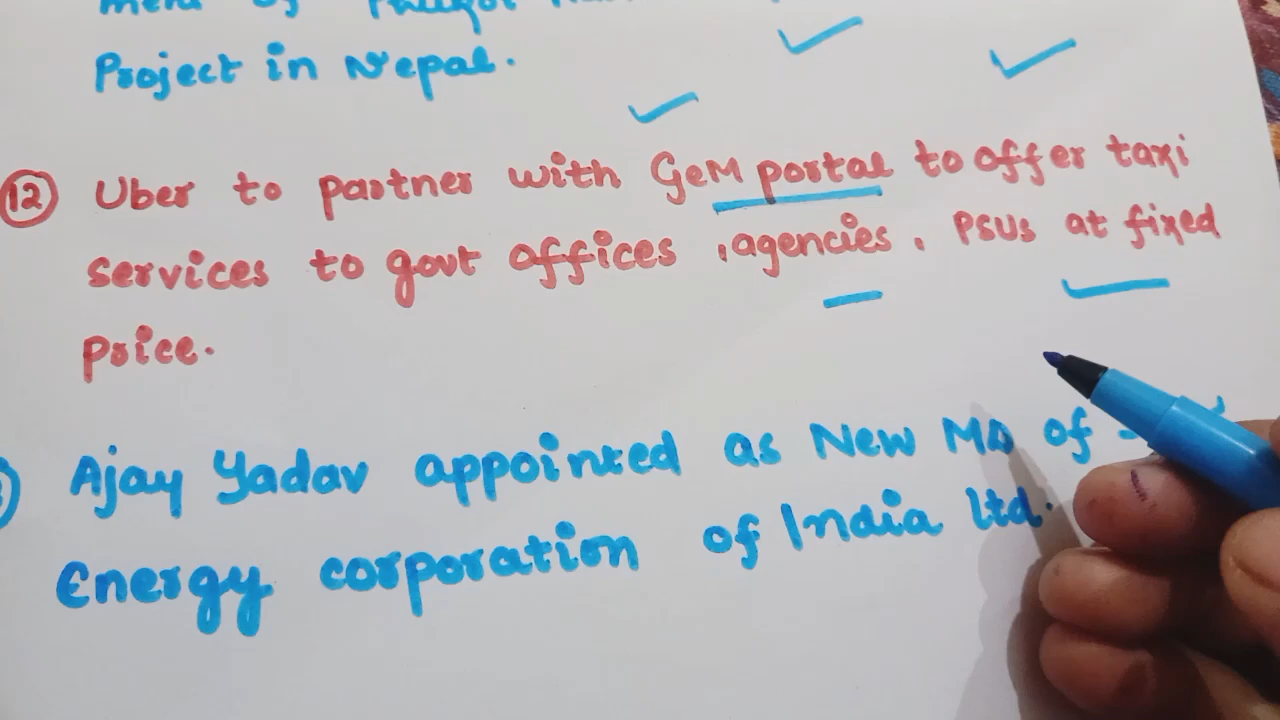 Project in Nepal.
12 Uber to partner with GeM portal to offer taxi
services to govt offices, agencies, PSUs at fixed
price.
Ajay Yadav appointed as New MD of
Energy corporation of India Ltd.